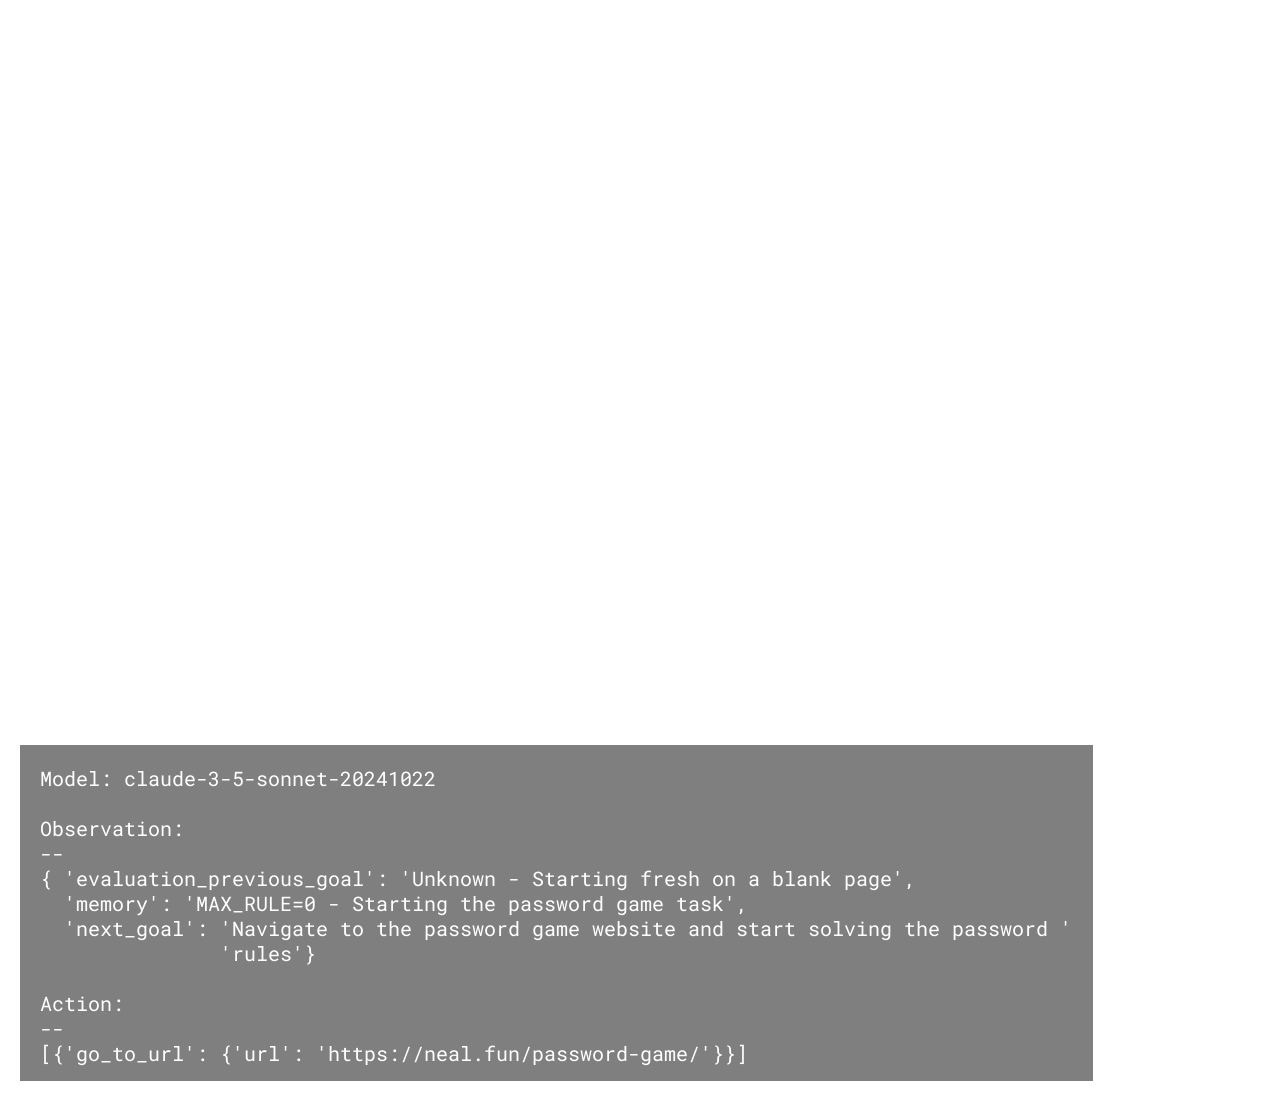 Model: claude-3-5-sonnet-20241022
Observation:
--
{ 'evaluation_previous_goal': 'Unknown - Starting fresh on a blank page',
  'memory': 'MAX_RULE=0 - Starting the password game task',
  'next_goal': 'Navigate to the password game website and start solving the password '
               'rules'}
Action:
--
[{'go_to_url': {'url': 'https://neal.fun/password-game/'}}]